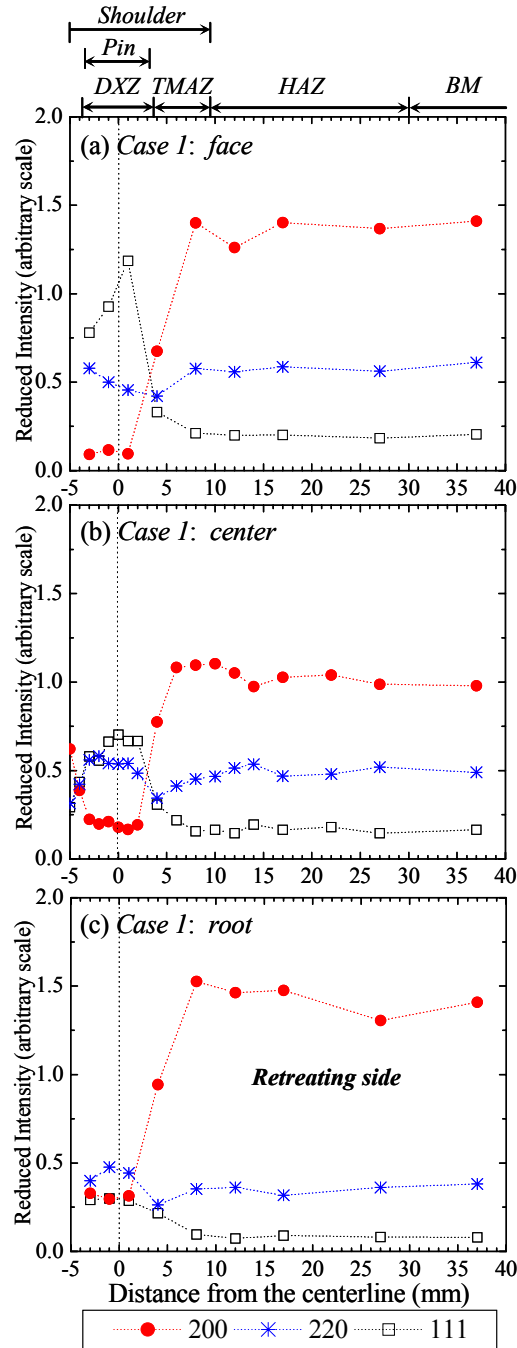 Shoulder
Pin
DXZ TMAZ HAZ BM
2.0
(a) Case 1: face
1.5
1.0
0.5
0.0
Reduced Intensity (arbitrary scale)
-5 0 5 10 15 20 25 30 35 40
(b) Case 1: center
2.0
1.5
1.0
0.5
0.0
Reduced Intensity (arbitrary scale)
-5 0 5 10 15 20 25 30 35 40
2.0
(c) Case 1: root
1.5
1.0
0.5
0.0
Reduced Intensity (arbitrary scale)
Retreating side
-5 0 5 10 15 20 25 30 35 40
Distance from the centerline (mm)
200 220 111